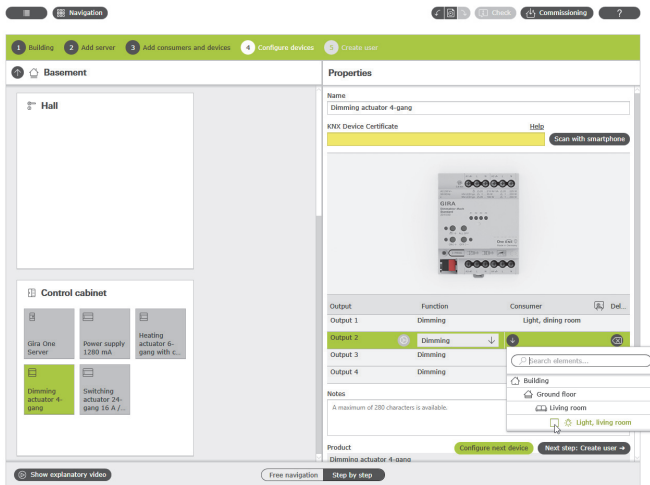 Navigation
Check
Commissioning
?
1 Building 2 Add server 3 Add consumers and devices 4 Configure devices 5 Create user
Basement
Properties
Hall
Name
Dimming actuator 4-gang
KNX Device Certificate
Help
Scan with smartphone
GIRA
Control cabinet
Gira One
Server
Power supply
1280 mA
Heating
actuator 6-
gang with c...
Dimming
actuator 4-
gang
Switching
actuator 24-
gang 16 A /...
Output Function Consumer Del...
Output 1 Dimming Light, dining room
Output 2 Dimming
Output 3 Dimming
Output 4 Dimming
Search elements...
Building
Ground floor
Living room
Light, living room
Notes
A maximum of 280 characters is available.
Product
Configure next device
Next step: Create user
Dimming actuator 4-gang
Show explanatory video
Free navigation
Step by step